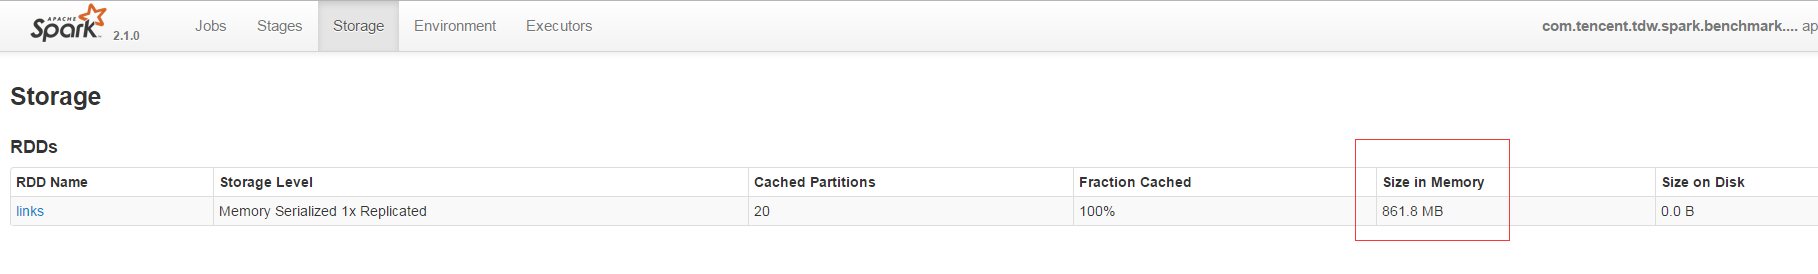 APACHE
Spark 2.1.0 Jobs Stages Storage Environment Executors com.tencent.tdw.spark.benchmark.... ap
Storage
RDDs
RDD Name Storage Level Cached Partitions Fraction Cached Size in Memory Size on Disk
links Memory Serialized 1x Replicated 20 100% 861.8 MB 0.0 B